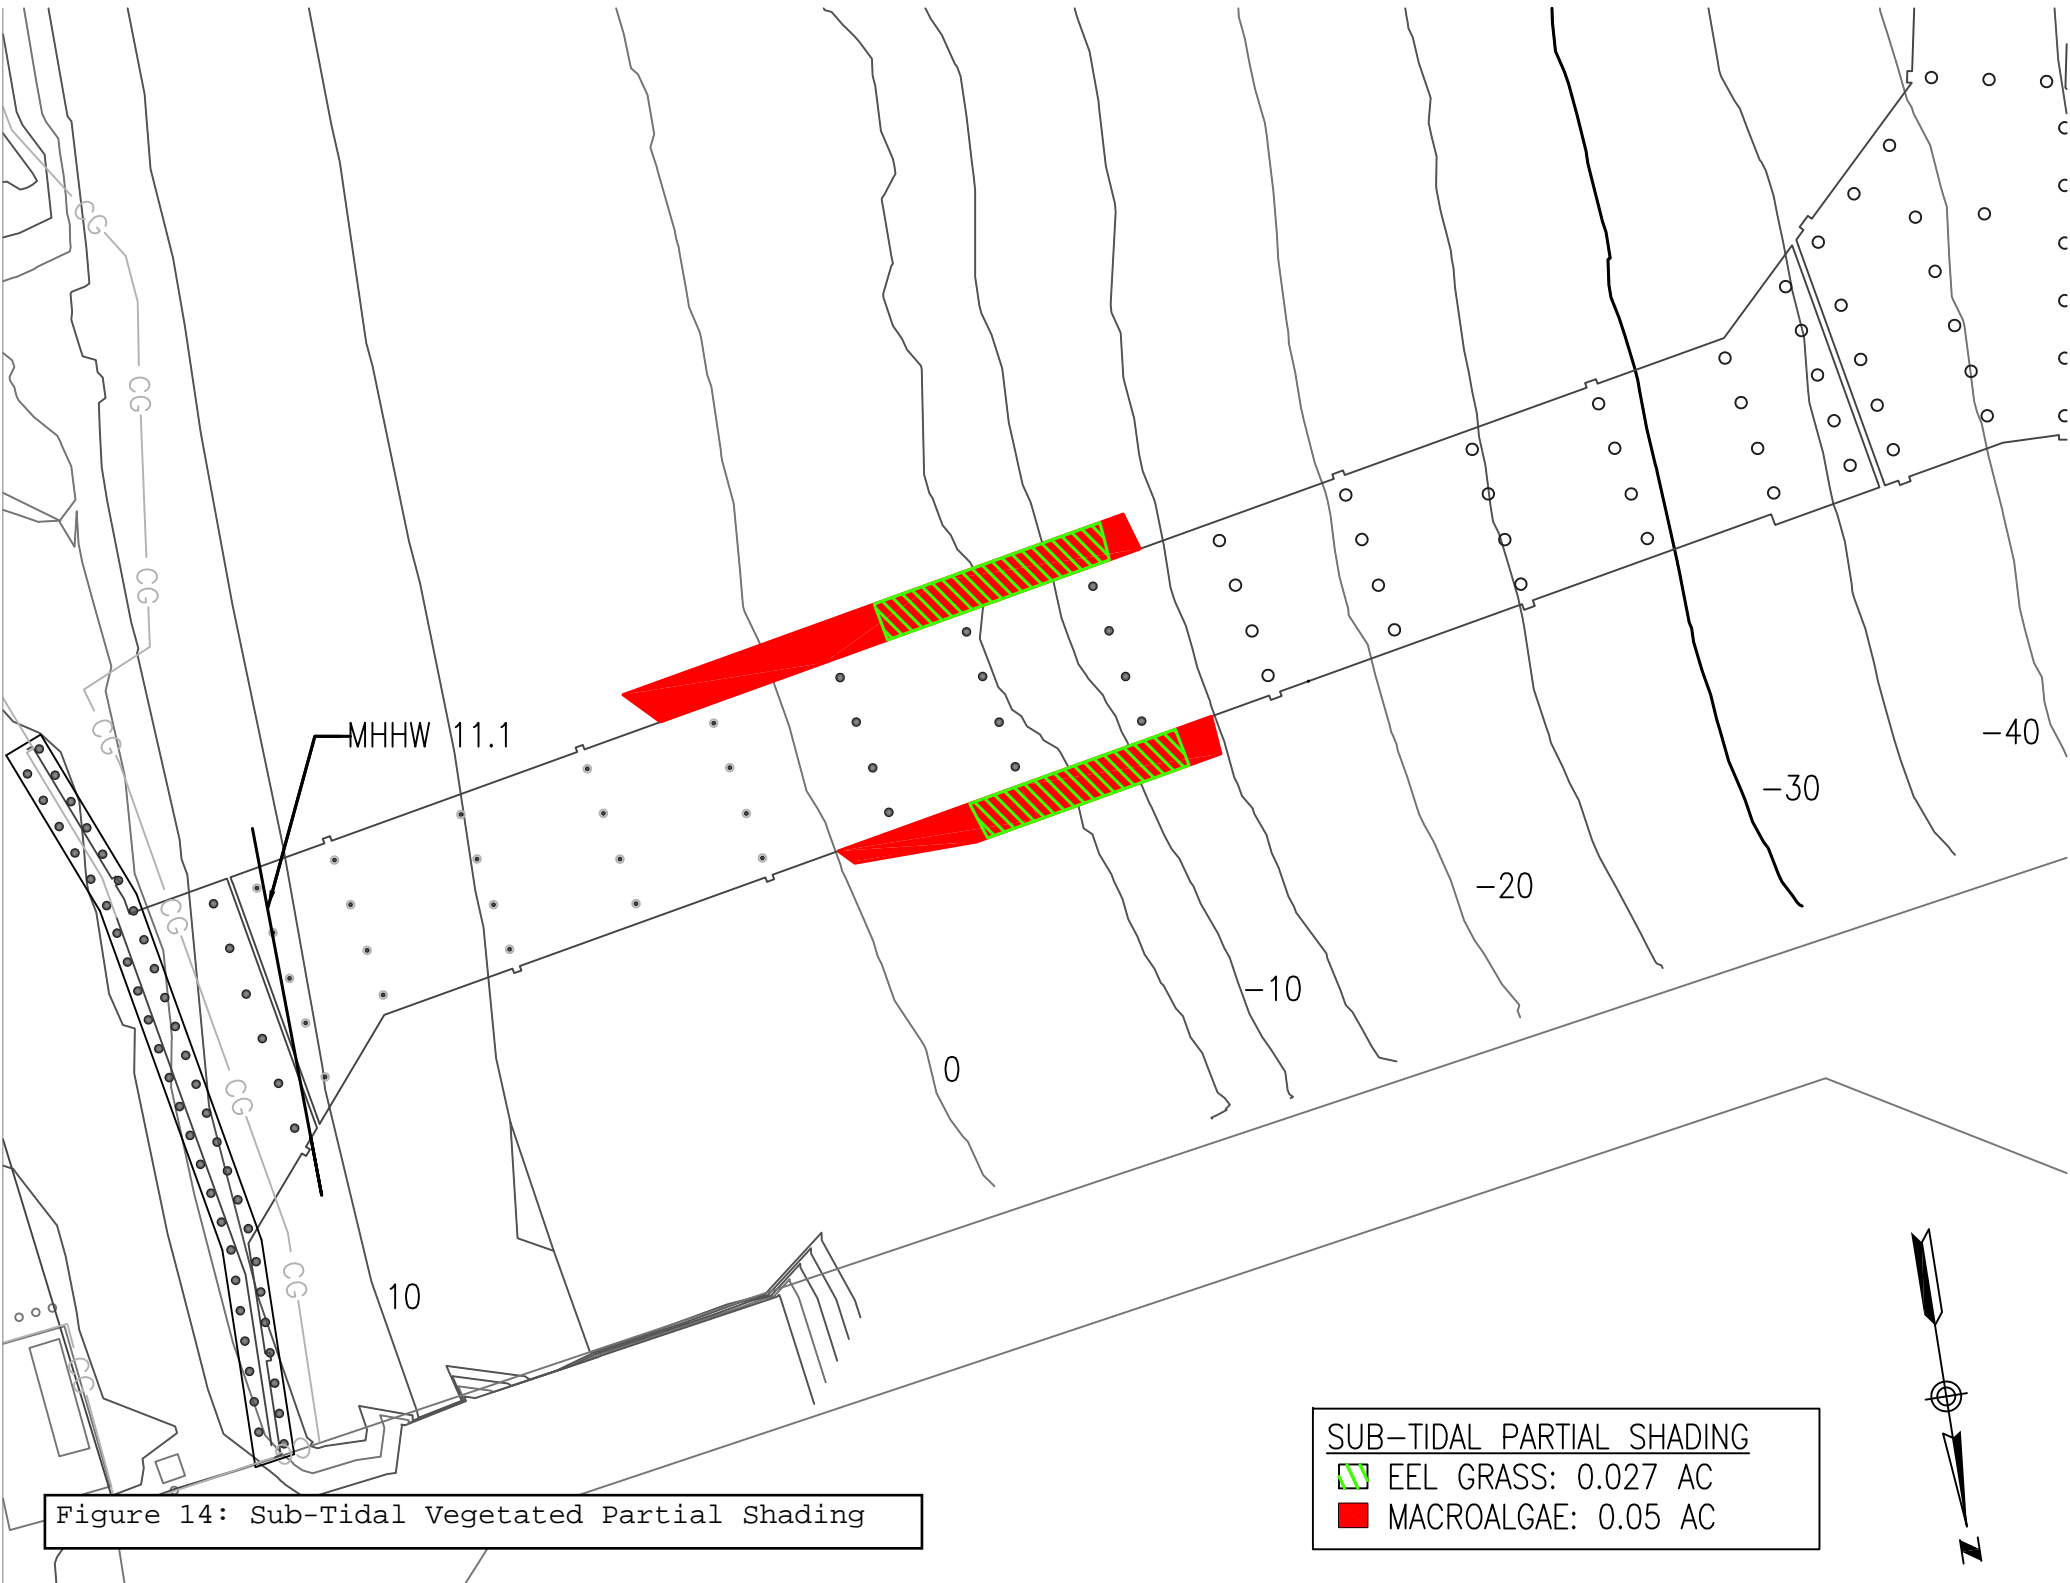 CG
CG
CG
CG
MHHW 11.1
-40
-30
-20
CG
-10
0
CG
CG
10
CG
CG
SUB-TIDAL PARTIAL SHADING
EEL GRASS: 0.027 AC
MACROALGAE: 0.05 AC
Figure 14: Sub-Tidal Vegetated Partial Shading
N